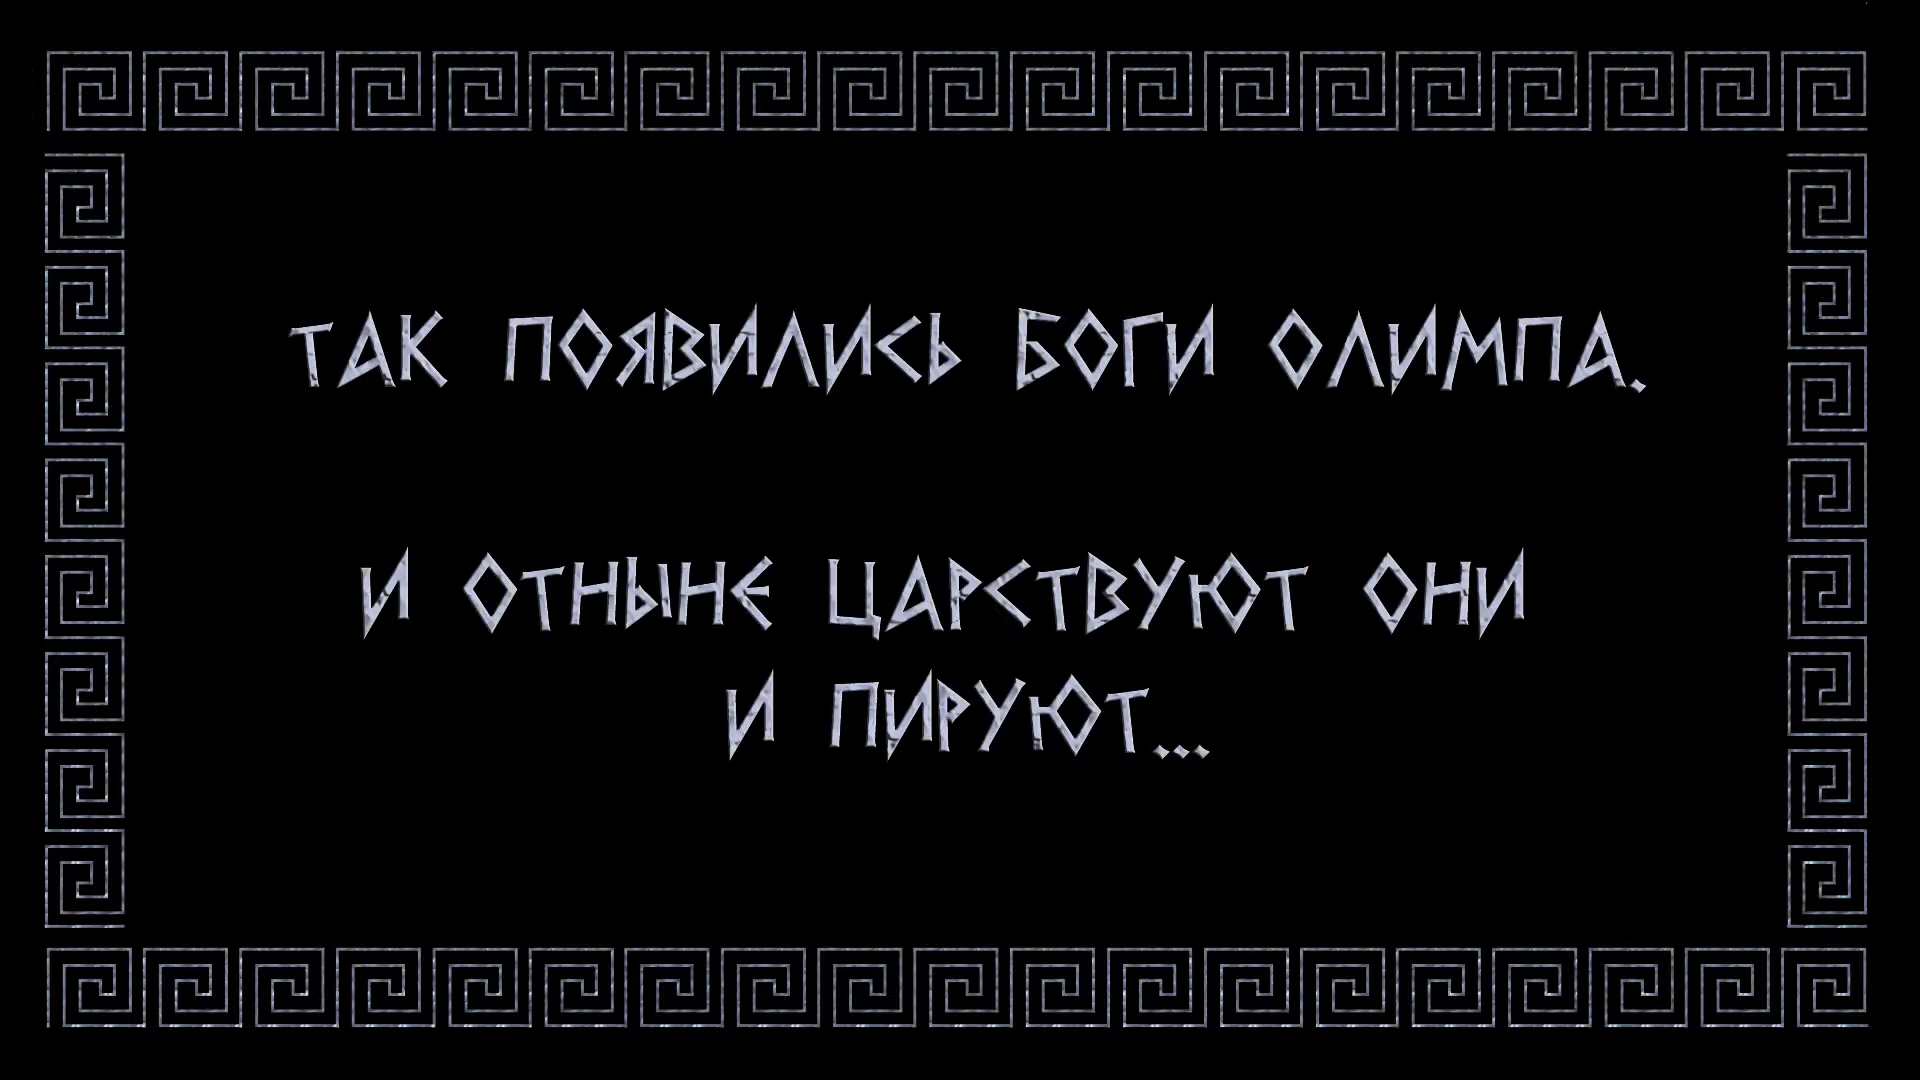 ТАК ПОЯВИЛИСЬ БОГИ ОЛИМПА.
И ОТНЫНЕ ЦАРСТВУЮТ ОНИ
И ПИРУЮТ...